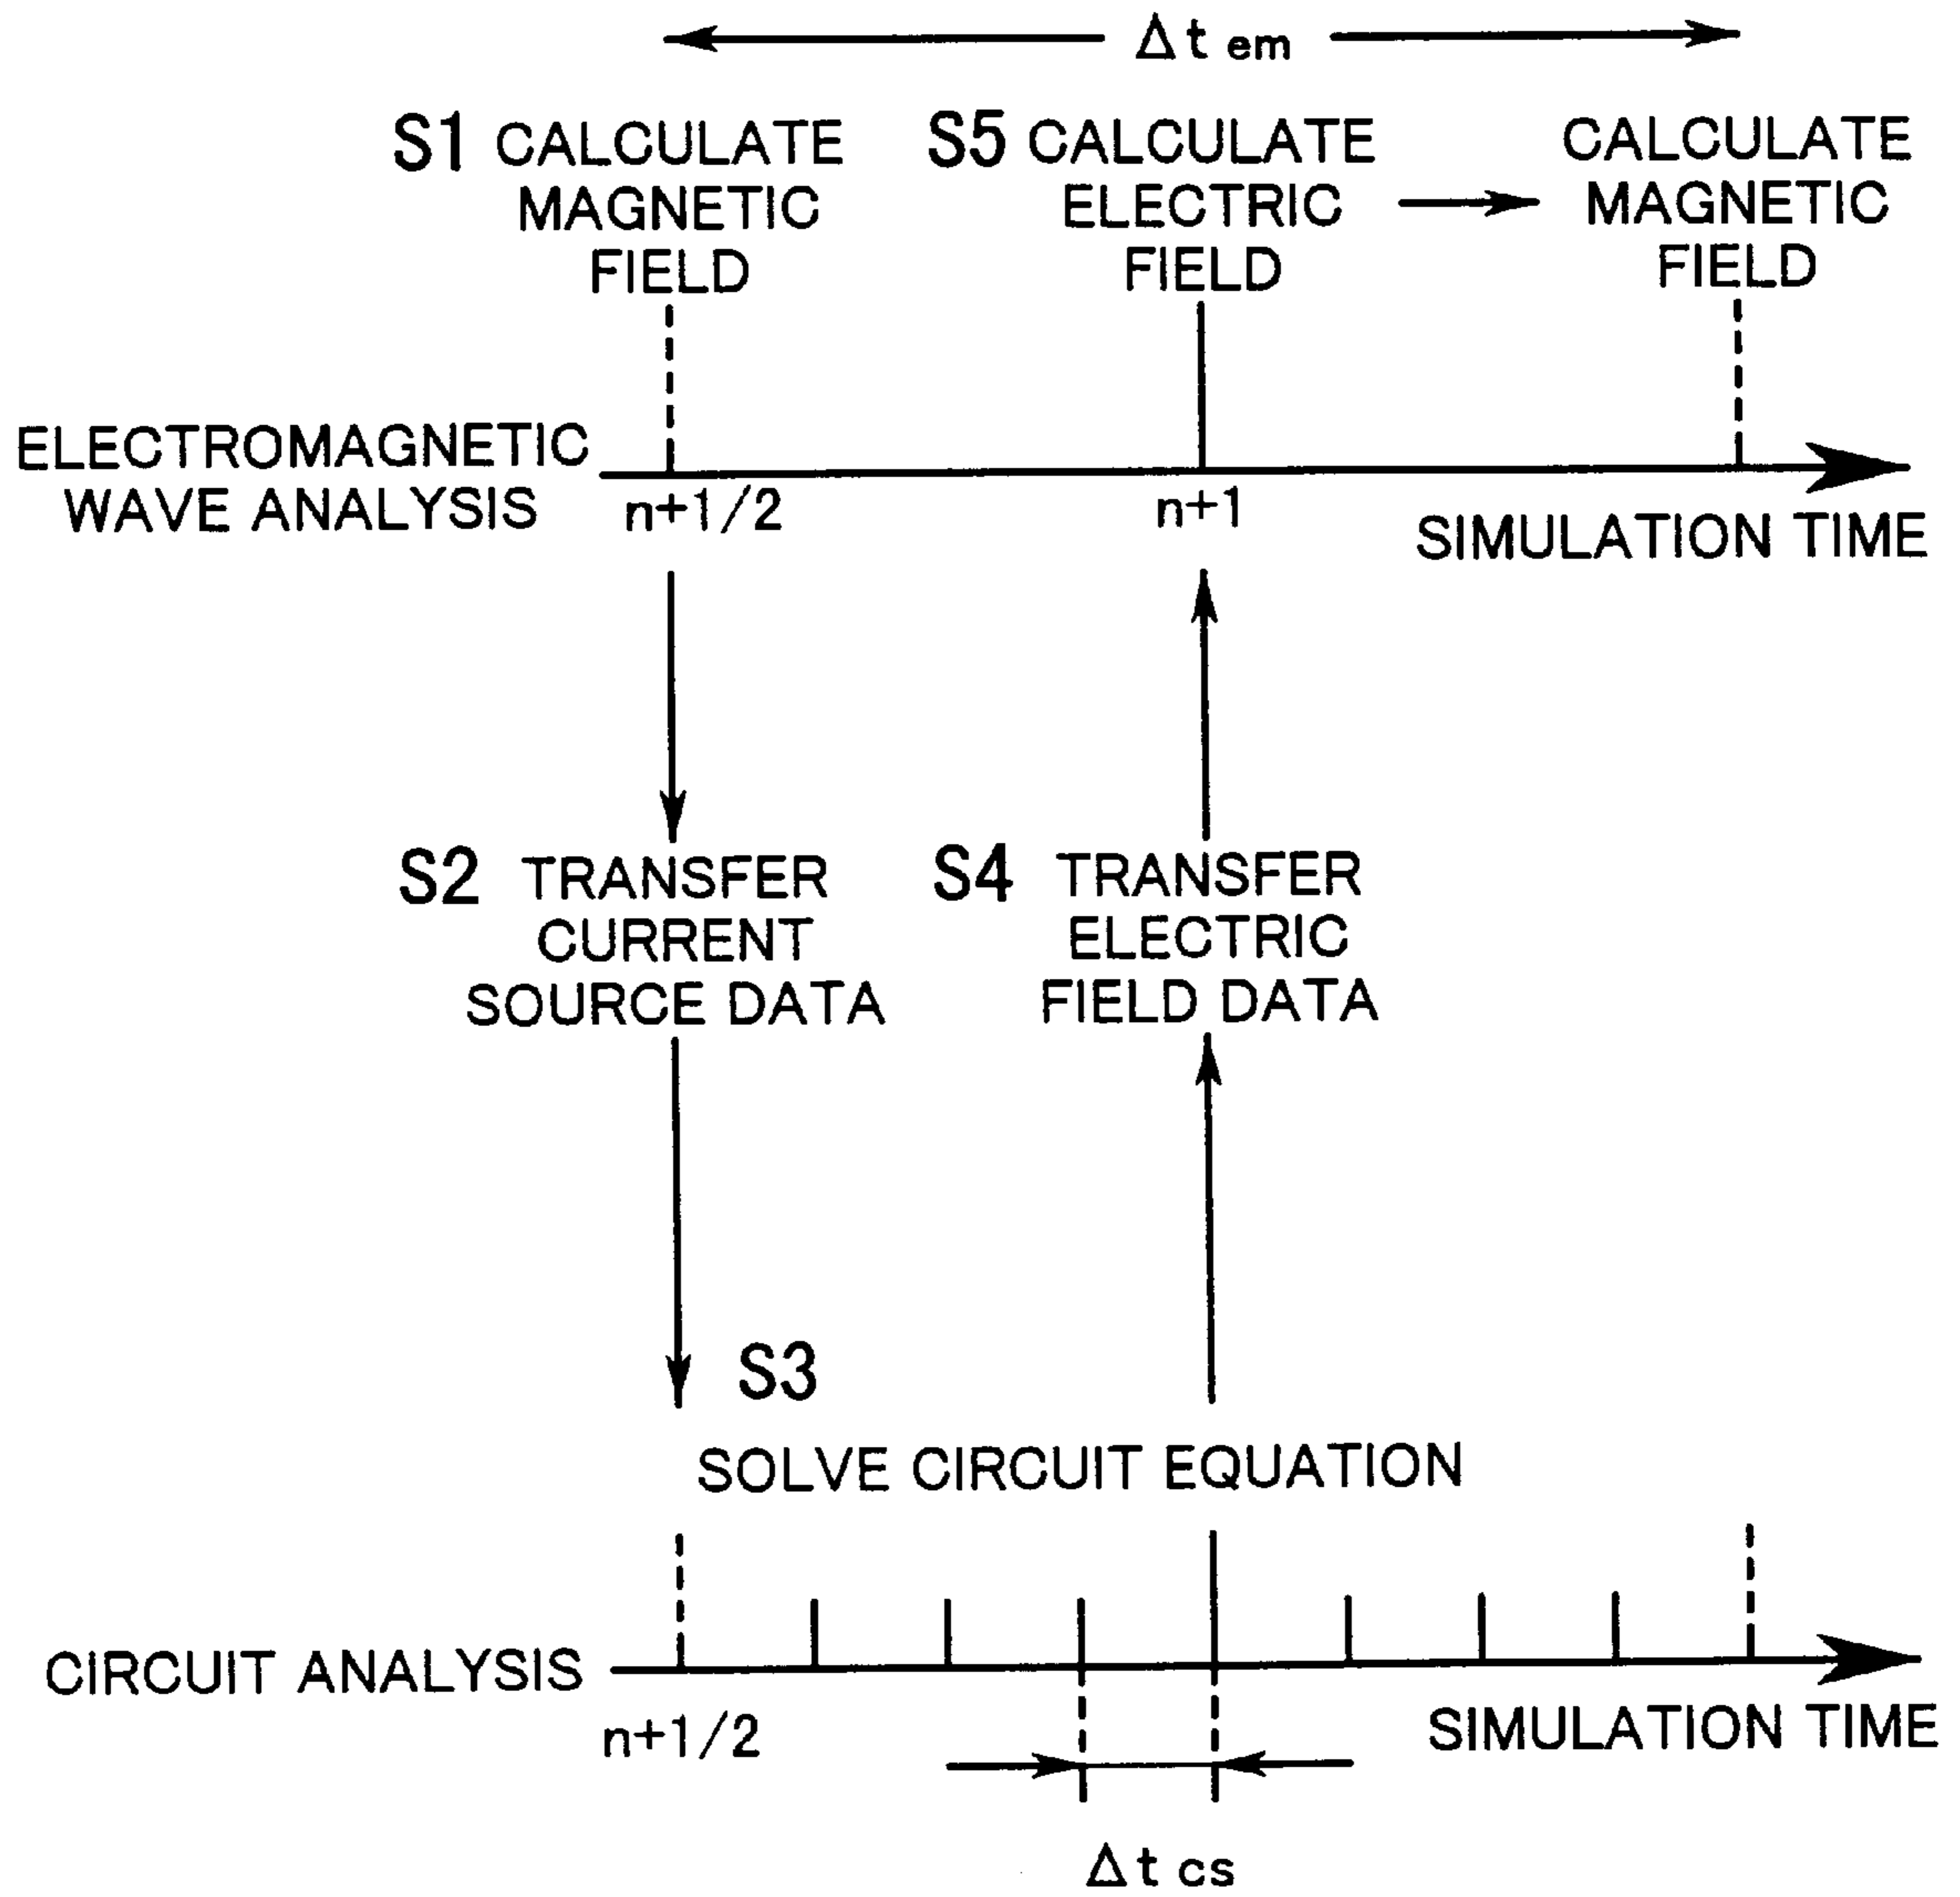 Δt em
S1 CALCULATE
MAGNETIC
FIELD
S5 CALCULATE
ELECTRIC
FIELD
CALCULATE
MAGNETIC
FIELD
ELECTROMAGNETIC
WAVE ANALYSIS
n+1/2
n+1
SIMULATION TIME
S2 TRANSFER
CURRENT
SOURCE DATA
S4 TRANSFER
ELECTRIC
FIELD DATA
S3
SOLVE CIRCUIT EQUATION
CIRCUIT ANALYSIS
n+1/2
SIMULATION TIME
Δt cs